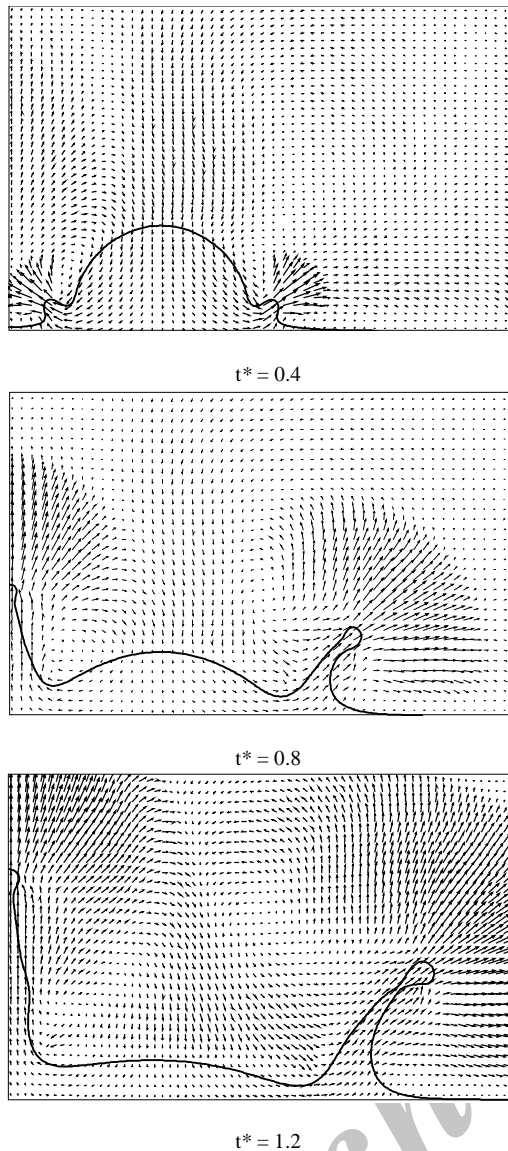 t* = 0.4
t* = 0.8
t* = 1.2